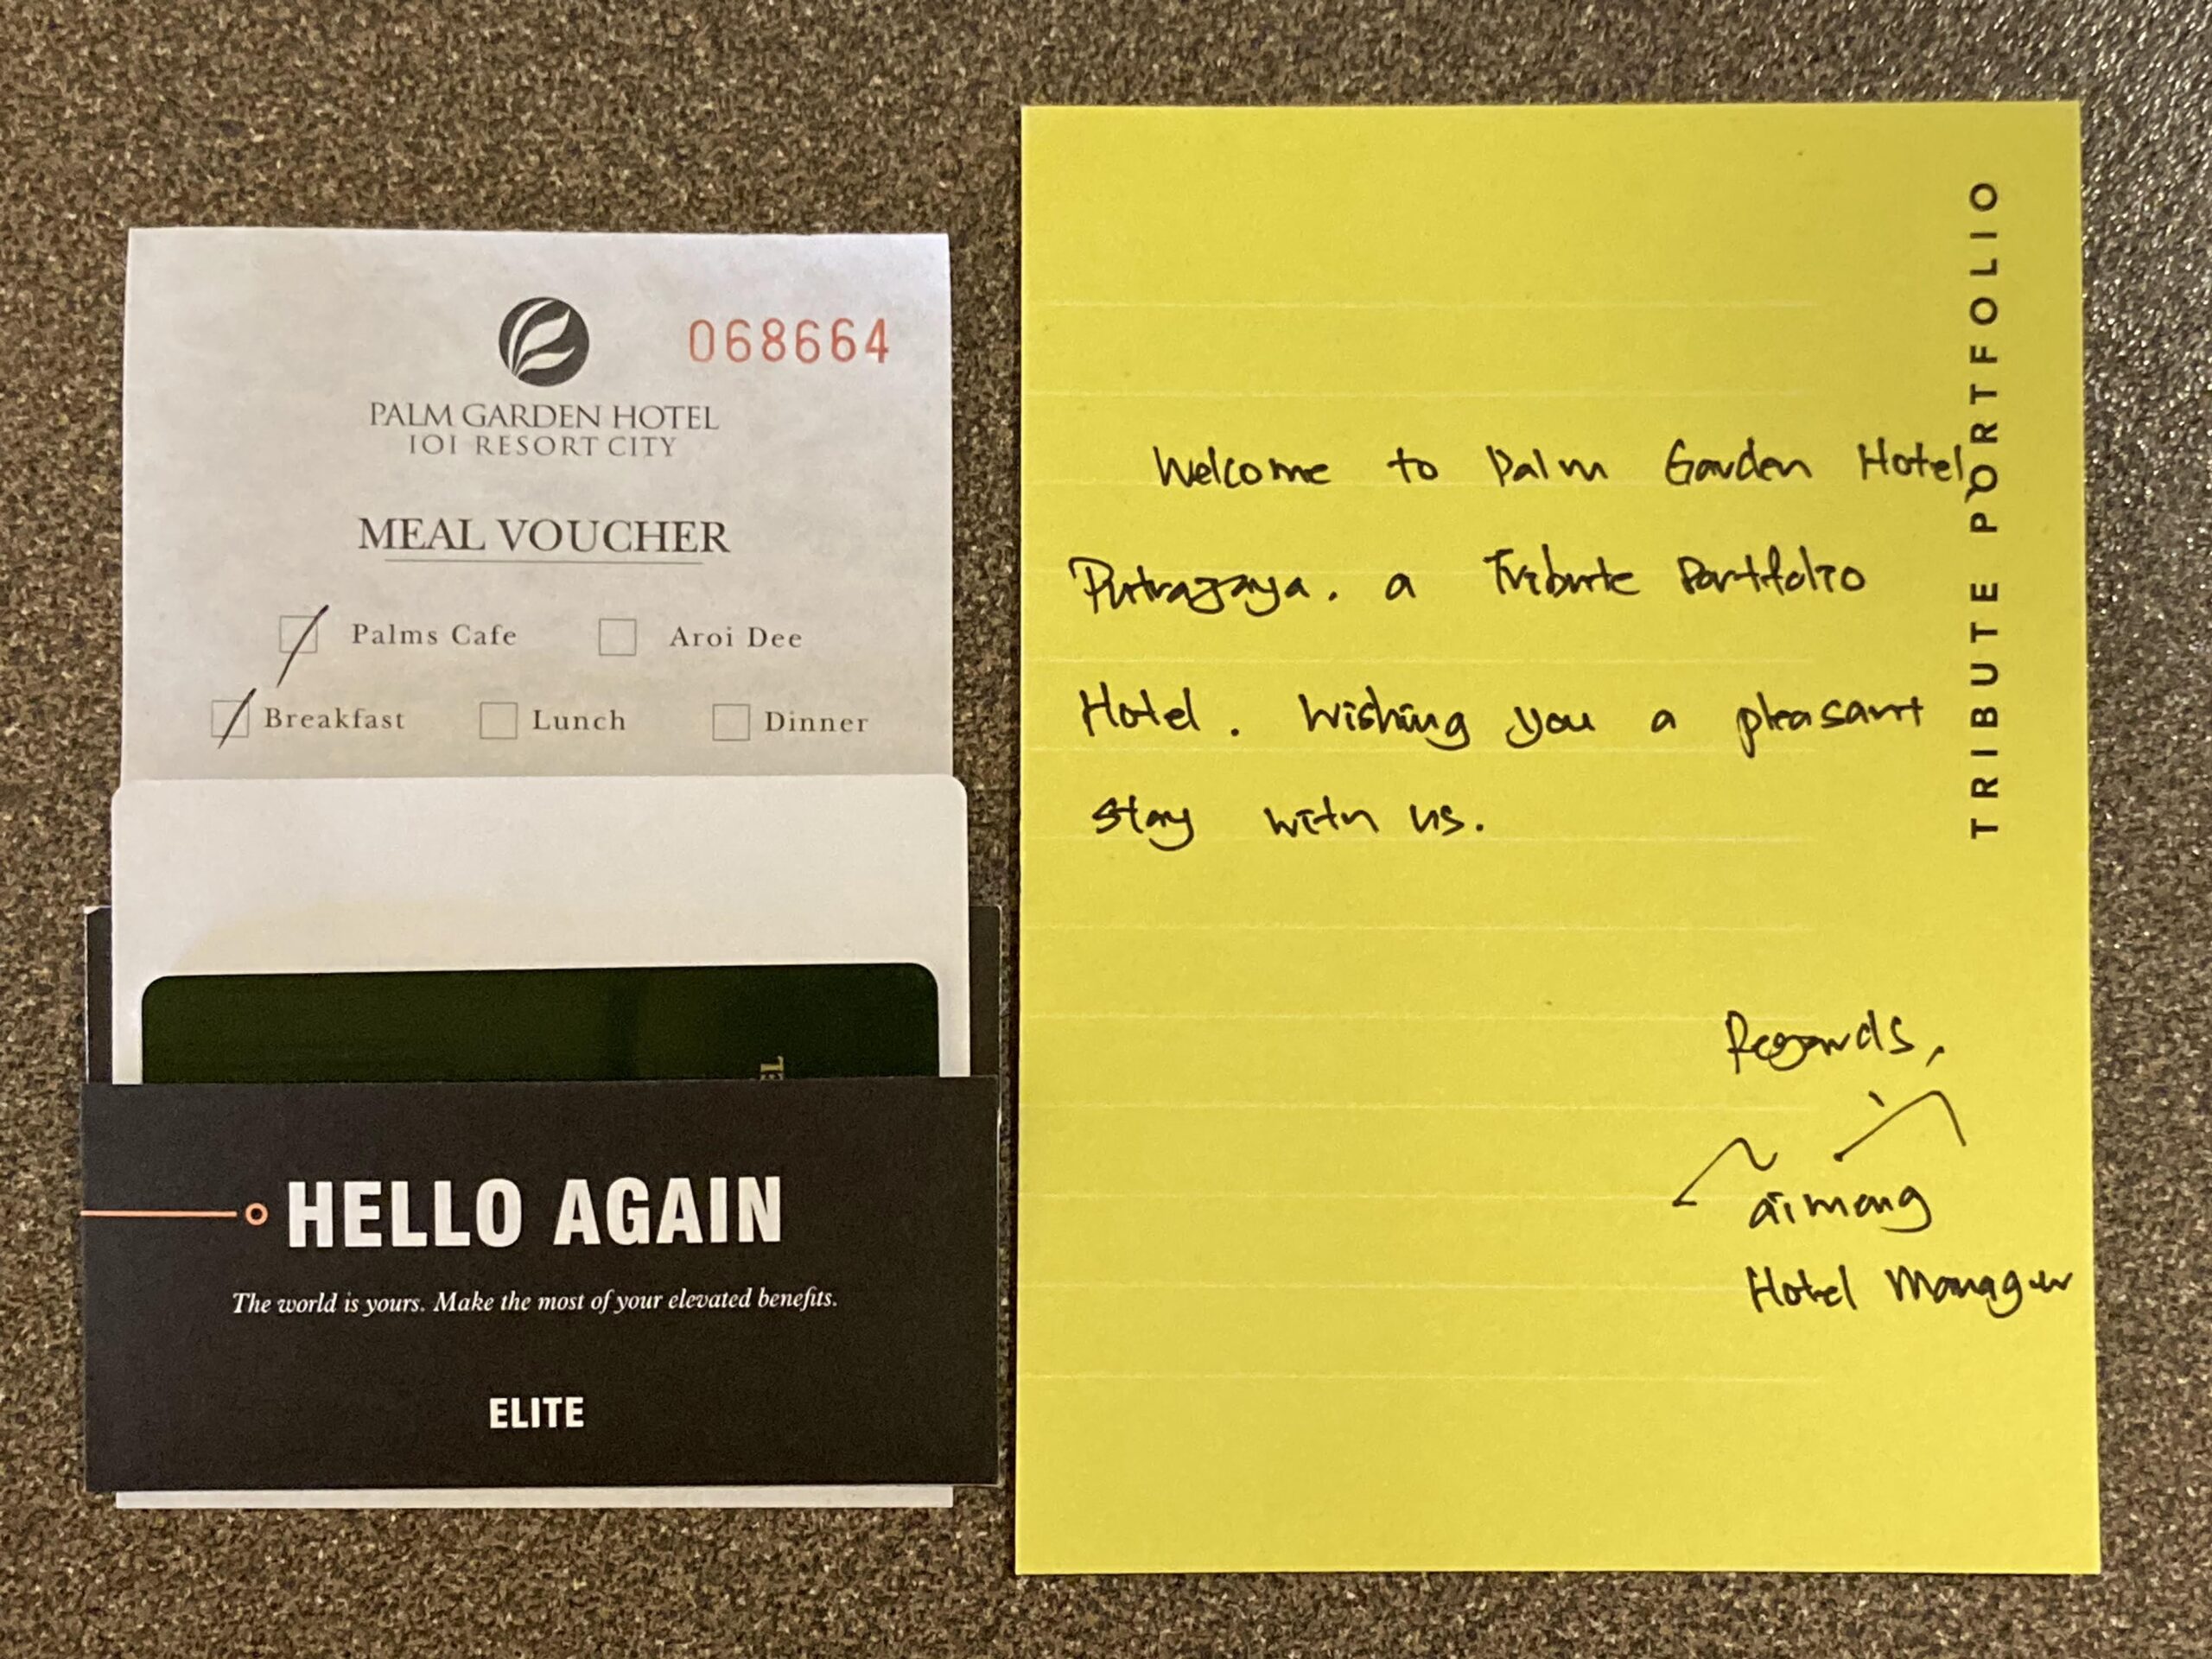 068664
PALM GARDEN HOTEL
IOI RESORT CITY
MEAL VOUCHER
Palms Cafe Aroi Dee
Breakfast Lunch Dinner
HELLO AGAIN
The world is yours. Make the most of your elevated benefits.
ELITE
TRIBUTE PORTFOLIO
Welcome to Palm Garden Hotel,
Putrajaya. a Tribute Portfolio
Hotel. Wishing you a pleasant
stay with us.
Regards,
Hotel Manager